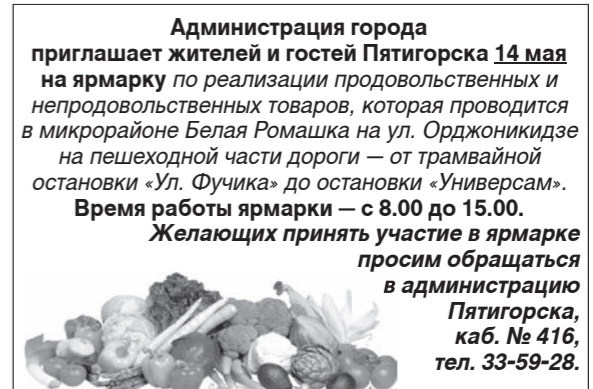 Администрация города
приглашает жителей и гостей Пятигорска 14 мая
на ярмарку по реализации продовольственных и
непродовольственных товаров, которая проводится
в микрорайоне Белая Ромашка на ул. Орджоникидзе
на пешеходной части дороги — от трамвайной
остановки «Ул. Фучика» до остановки «Универсам».
Время работы ярмарки — с 8.00 до 15.00.
Желающих принять участие в ярмарке
просим обращаться
в администрацию
Пятигорска,
каб. № 416,
тел. 33-59-28.